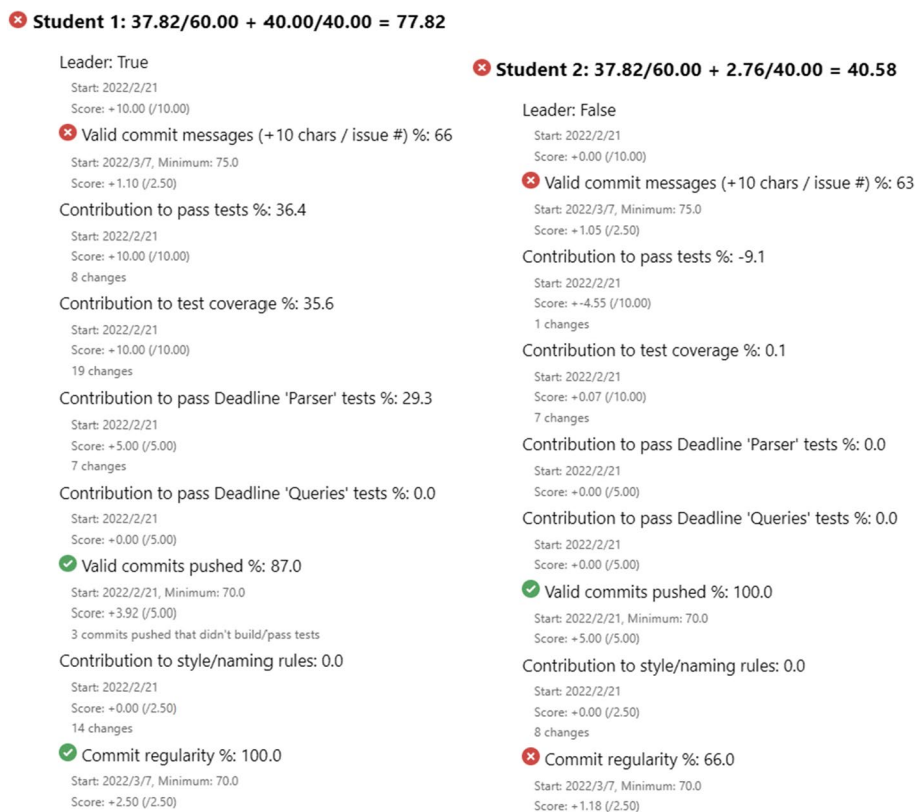 Student 1: 37.82/60.00 + 40.00/40.00 = 77.82
Leader: True
Start: 2022/2/21
Score: +10.00 (/10.00)
Valid commit messages (+10 chars / issue #) %: 66
Start: 2022/3/7, Minimum: 75.0
Score: +1.10 (/2.50)
Contribution to pass tests %: 36.4
Start: 2022/2/21
Score: +10.00 (/10.00)
8 changes
Contribution to test coverage %: 35.6
Start: 2022/2/21
Score: +10.00 (/10.00)
19 changes
Contribution to pass Deadline 'Parser' tests %: 29.3
Start: 2022/2/21
Score: +5.00 (/5.00)
7 changes
Contribution to pass Deadline 'Queries' tests %: 0.0
Start: 2022/2/21
Score: +0.00 (/5.00)
Valid commits pushed %: 87.0
Start: 2022/2/21, Minimum: 70.0
Score: +3.92 (/5.00)
3 commits pushed that didn't build/pass tests
Contribution to style/naming rules: 0.0
Start: 2022/2/21
Score: +0.00 (/2.50)
14 changes
Commit regularity %: 100.0
Start: 2022/3/7, Minimum: 70.0
Score: +2.50 (/2.50)
Student 2: 37.82/60.00 + 2.76/40.00 = 40.58
Leader: False
Start: 2022/2/21
Score: +0.00 (/10.00)
Valid commit messages (+10 chars / issue #) %: 63
Start: 2022/3/7, Minimum: 75.0
Score: +1.05 (/2.50)
Contribution to pass tests %: -9.1
Start: 2022/2/21
Score: +-4.55 (/10.00)
1 changes
Contribution to test coverage %: 0.1
Start: 2022/2/21
Score: +0.07 (/10.00)
7 changes
Contribution to pass Deadline 'Parser' tests %: 0.0
Start: 2022/2/21
Score: +0.00 (/5.00)
Contribution to pass Deadline 'Queries' tests %: 0.0
Start: 2022/2/21
Score: +0.00 (/5.00)
Valid commits pushed %: 100.0
Start: 2022/2/21, Minimum: 70.0
Score: +5.00 (/5.00)
Contribution to style/naming rules: 0.0
Start: 2022/2/21
Score: +0.00 (/2.50)
8 changes
Commit regularity %: 66.0
Start: 2022/3/7, Minimum: 70.0
Score: +1.18 (/2.50)